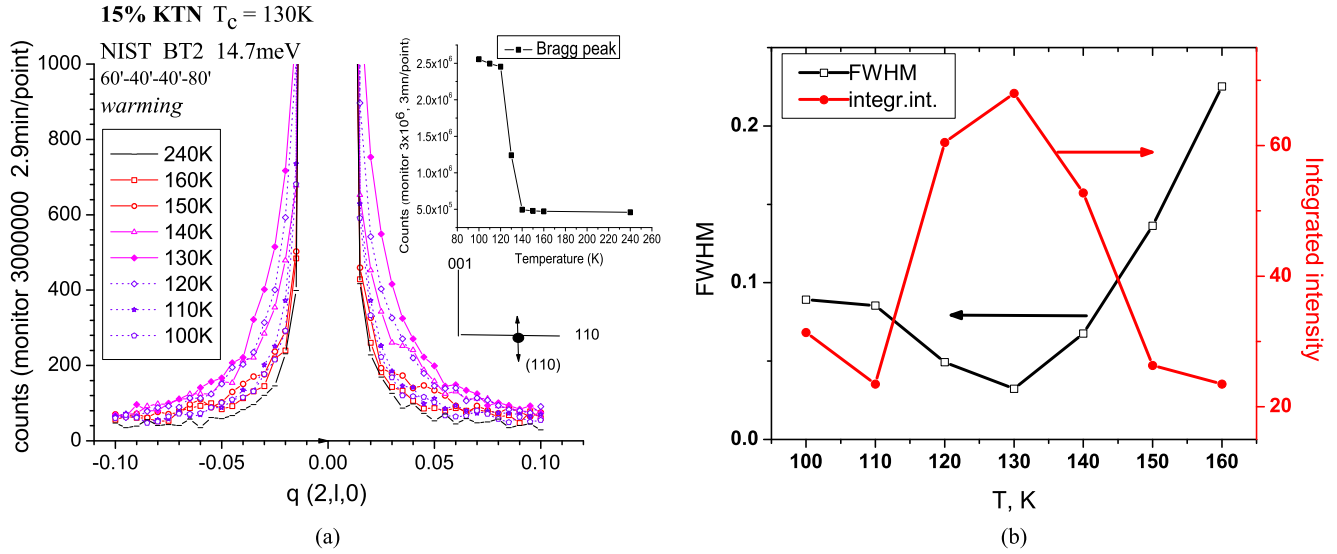 15% KTN Tc = 130K
NIST BT2 14.7meV
60'-40'-40'-80'
warming
240K
160K
150K
140K
130K
120K
110K
100K
counts (monitor 3000000 2.9min/point)
1000
800
600
400
200
0
-0.10
-0.05
0.00
0.05
0.10
q (2,l,0)
Bragg peak
Counts (monitor 3x10^6, 3mn/point)
2.5x10^6
2.0x10^6
1.5x10^6
1.0x10^6
5.0x10^5
80 100 120 140 160 180 200 220 240 260
Temperature (K)
001
110
(110)
(a)
FWHM
integr.int.
FWHM
0.2
0.1
0.0
Integrated intensity
60
40
20
100 110 120 130 140 150 160
T, K
(b)